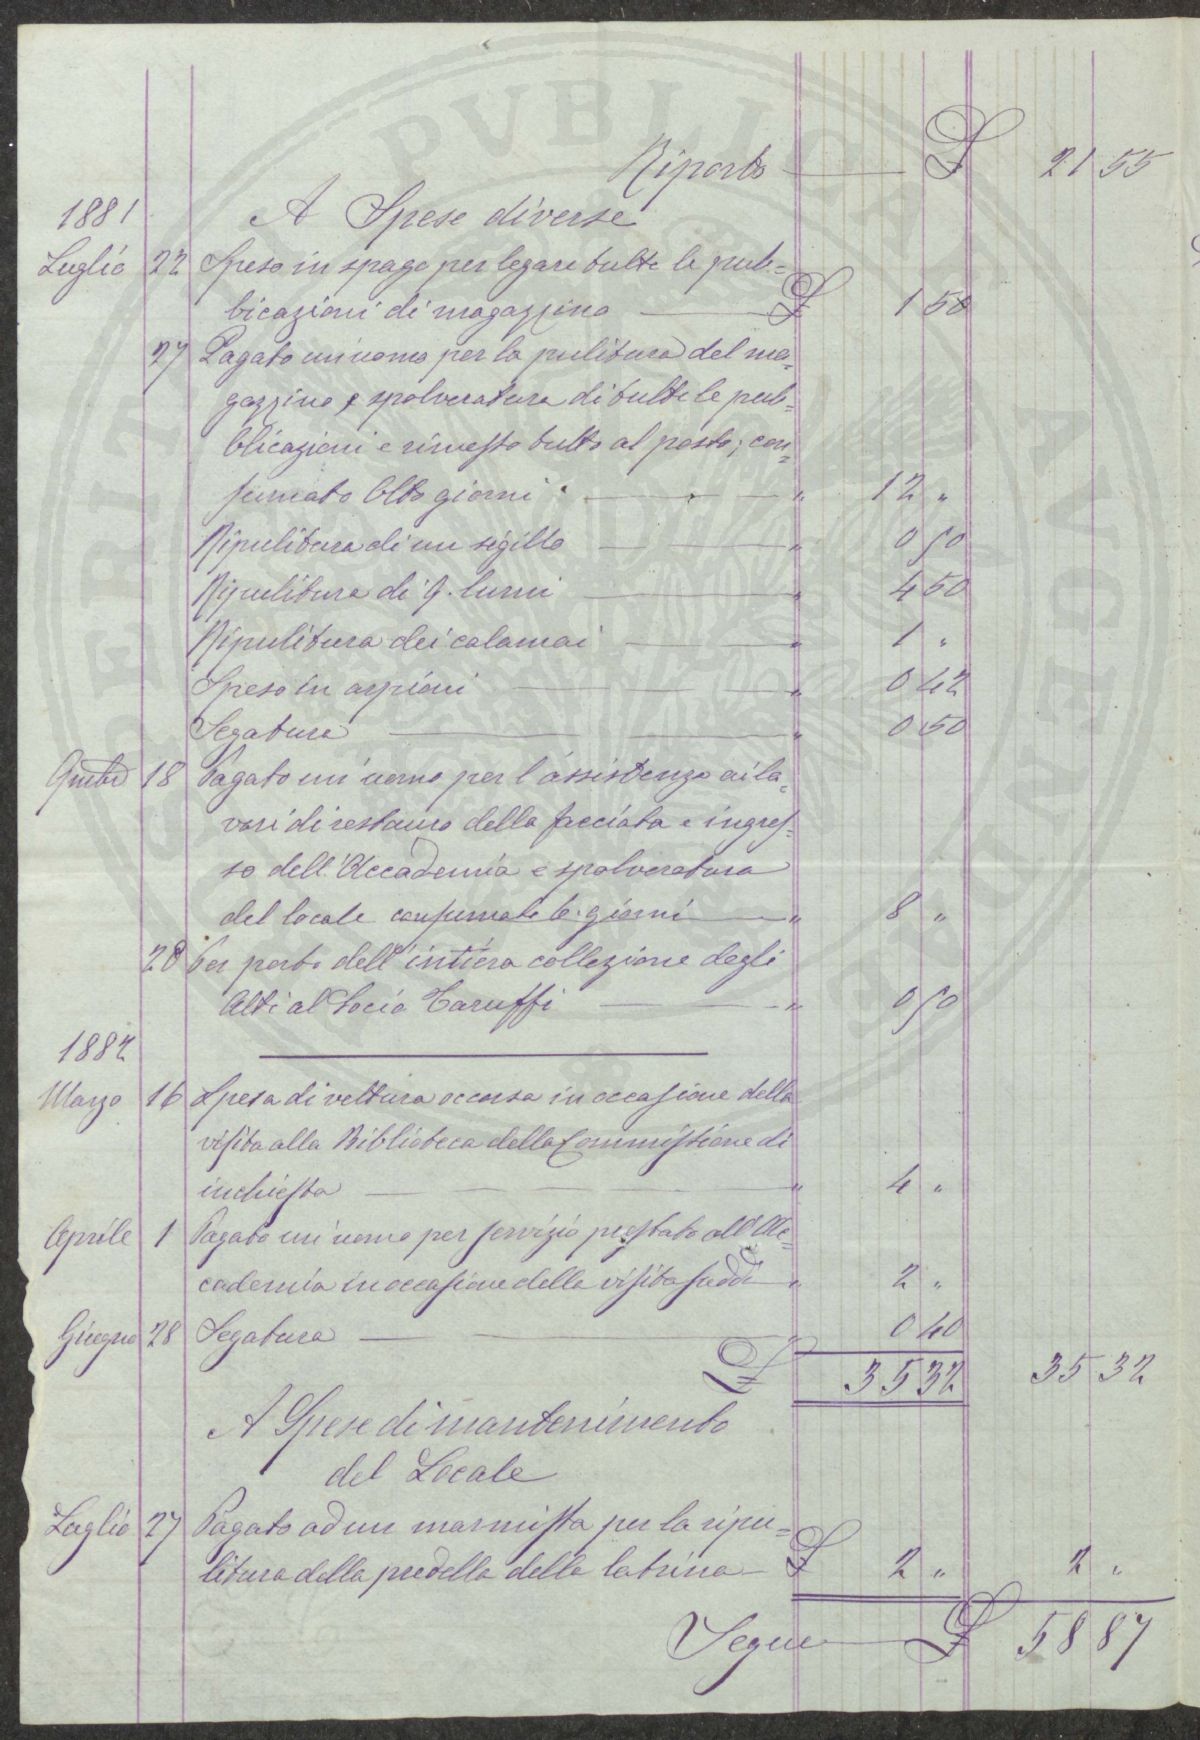 Riporto £ 21 55
1881 A Spese diverse
Luglio 22 Speso in spago per legare tutte le pub=
blicazioni di magazzino £ 1 50
27 Pagato un'uomo per la pulitura del ma=
gazzino e spolveratura di tutte le pub=
blicazioni e rimesso tutto al posto; con=
sumato Otto giorni " 12 "
Ripulitura di un sigillo " 0 50
Ripulitura di 9. lumi " 4 50
Ripulitura dei calamai " 1 "
Speso in arpioni " 0 42
Segatura " 0 50
18 Pagato un'uomo per l'assistenza ai la=
vori di restauro della facciata e ingres=
so dell'Accademia e spolveratura
del locale consumate 6. giorni " 8 "
28 Per porto dell'intiera collezione degli
Atti al Socio Taruffi " 0 50
1882
Marzo 16 Spesa di vettura occorsa in occasione della
visita alla Biblioteca della Commissione di
inchiesta " 4 "
Aprile 1 Pagato un'uomo per servizio prestato all'Ac=
cademia in occasione della visita sudda " 2 "
Giugno 28 Segatura " 0 40
£ 35 32 35 32
A Spese di mantenimento
del Locale
Luglio 27 Pagato ad un marmista per la ripu=
litura della predella della latrina £ 2 " 2 "
Segue £ 58 87